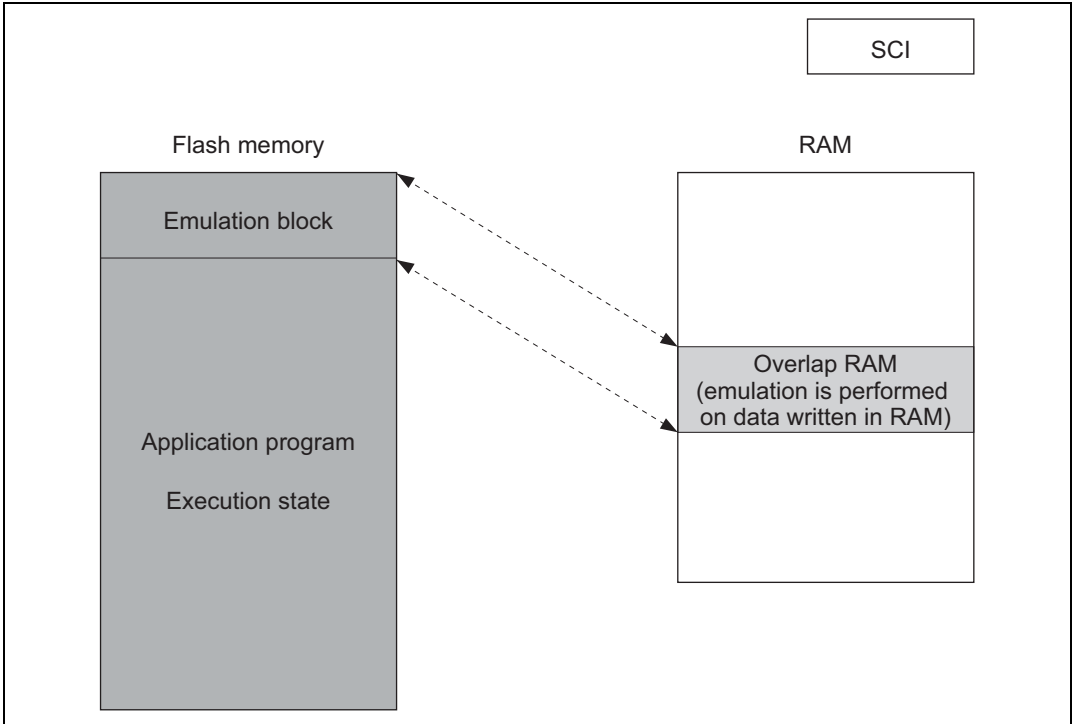 SCI
Flash memory
RAM
Emulation block
Overlap RAM
(emulation is performed
on data written in RAM)
Application program
Execution state